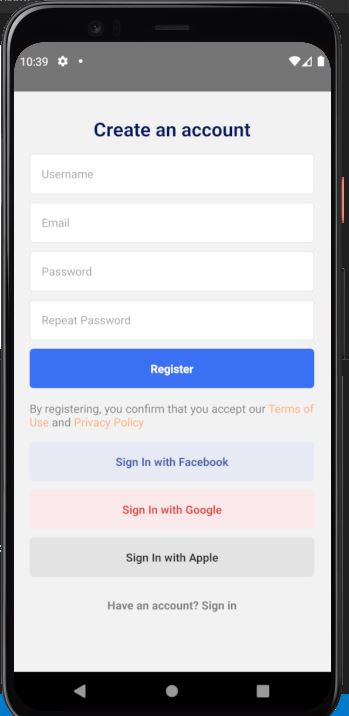 10:39
Create an account
Username
Email
Password
Repeat Password
Register
By registering, you confirm that you accept our Terms of
Use and Privacy Policy
Sign In with Facebook
Sign In with Google
Sign In with Apple
Have an account? Sign in